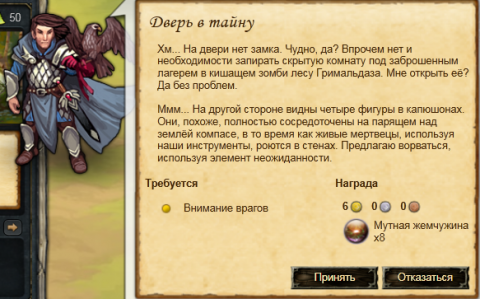 50
Дверь в тайну
Хм... На двери нет замка. Чудно, да? Впрочем нет и
необходимости запирать скрытую комнату под заброшенным
лагерем в кишащем зомби лесу Гримальдаза. Мне открыть её?
Да без проблем.
Ммм... На другой стороне видны четыре фигуры в капюшонах.
Они, похоже, полностью сосредоточены на парящем над
землёй компасе, в то время как живые мертвецы, используя
наши инструменты, роются в стенах. Предлагаю ворваться,
используя элемент неожиданности.
Требуется Награда
Внимание врагов 6 0 0
Мутная жемчужина
x8
Принять Отказаться